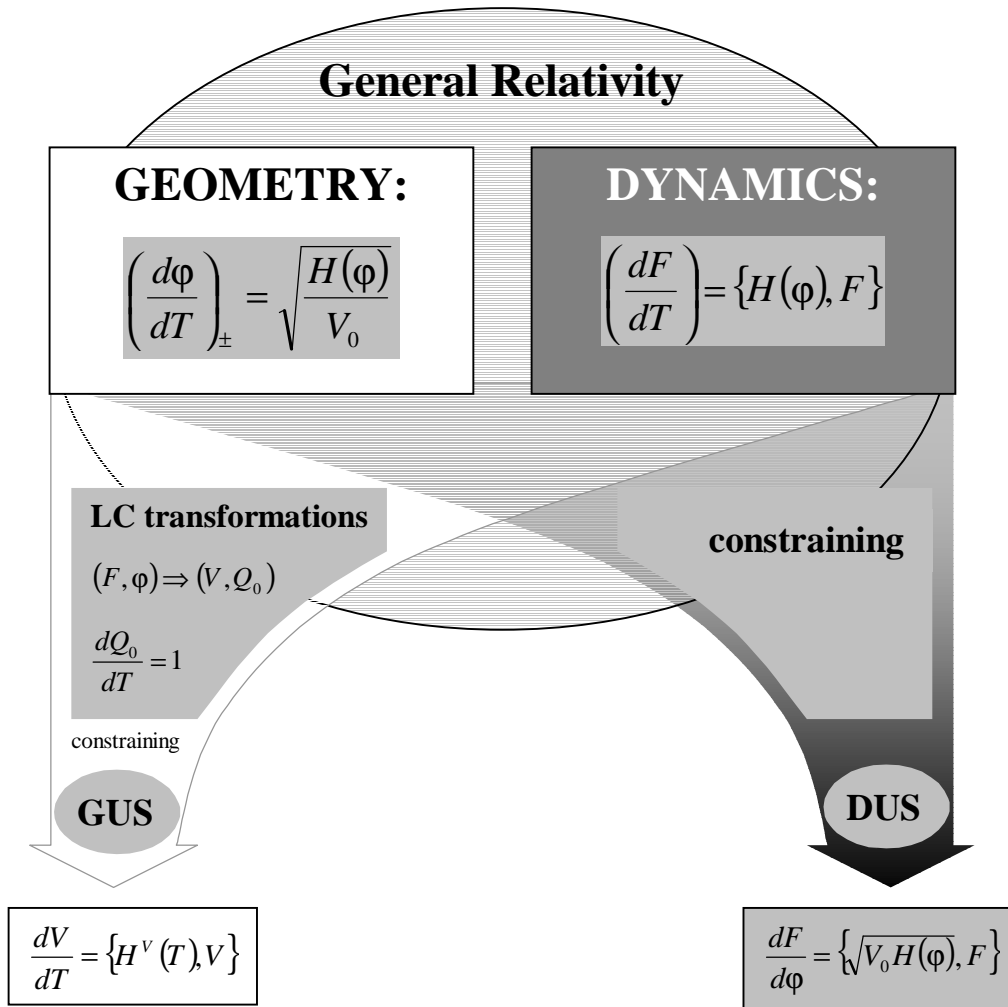 General Relativity
GEOMETRY:
(dφ/dT)± = √(H(φ)/V₀)
DYNAMICS:
(dF/dT) = {H(φ), F}
LC transformations
(F, φ) ⇒ (V, Q₀)
dQ₀/dT = 1
constraining
GUS
dV/dT = {Hⱽ(T), V}
constraining
DUS
dF/dφ = {√(V₀H(φ)), F}